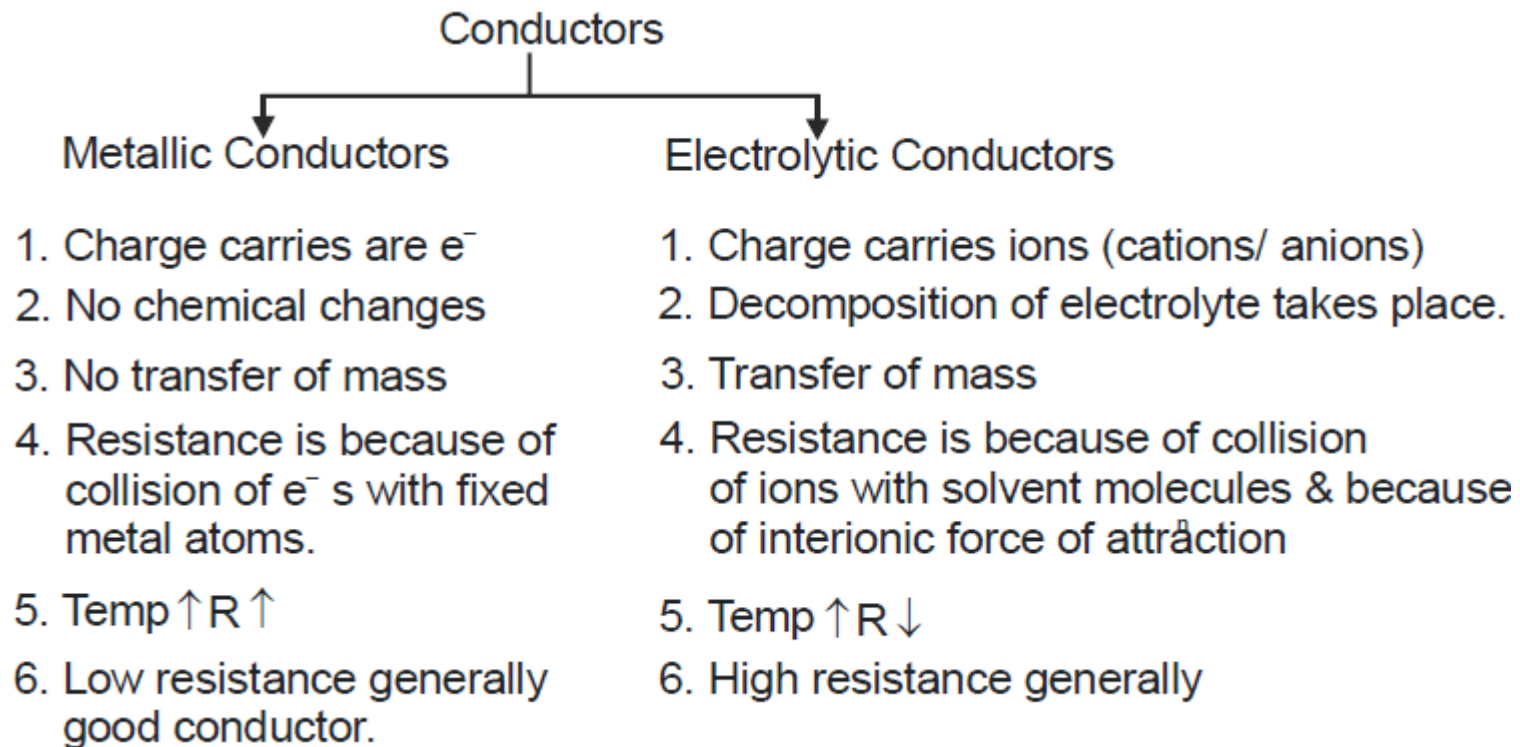 Conductors
Metallic Conductors
Electrolytic Conductors
1. Charge carries are e⁻
2. No chemical changes
3. No transfer of mass
4. Resistance is because of
collision of e⁻ s with fixed
metal atoms.
5. Temp ↑ R ↑
6. Low resistance generally
good conductor.
1. Charge carries ions (cations/ anions)
2. Decomposition of electrolyte takes place.
3. Transfer of mass
4. Resistance is because of collision
of ions with solvent molecules & because
of interionic force of attraction
5. Temp ↑ R ↓
6. High resistance generally